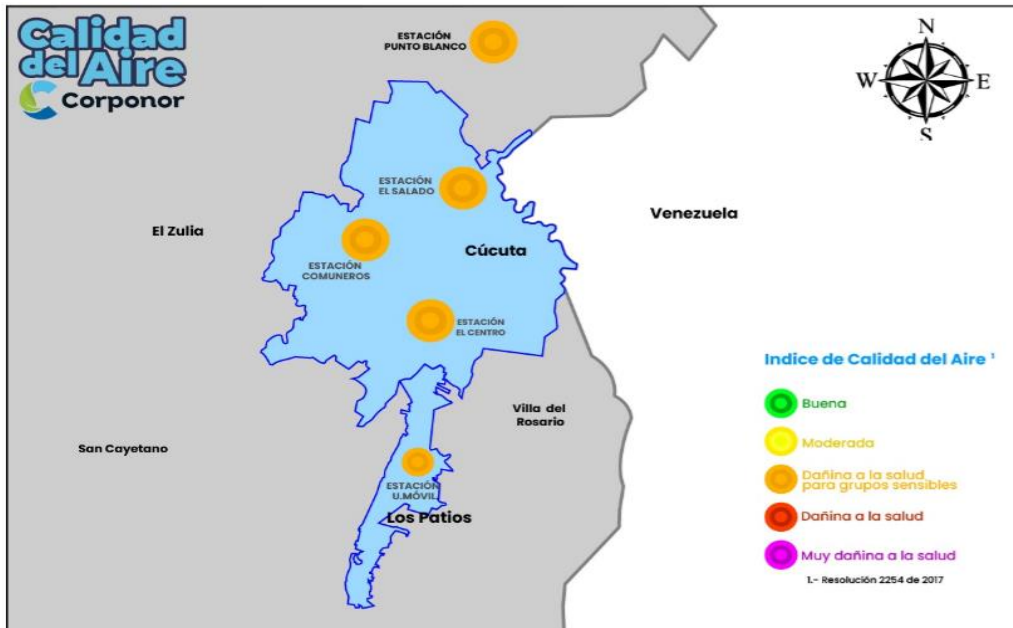 Calidad
del Aire
Corponor
ESTACIÓN
PUNTO BLANCO
N
W
E
S
ESTACIÓN
EL SALADO
Venezuela
El Zulia
Cúcuta
ESTACIÓN
COMUNEROS
ESTACIÓN
EL CENTRO
Indice de Calidad del Aire ¹
Buena
Villa del
Rosario
Moderada
San Cayetano
Dañina a la salud
para grupos sensibles
ESTACIÓN
U.MÓVIL
Los Patios
Dañina a la salud
Muy dañina a la salud
1.- Resolución 2254 de 2017